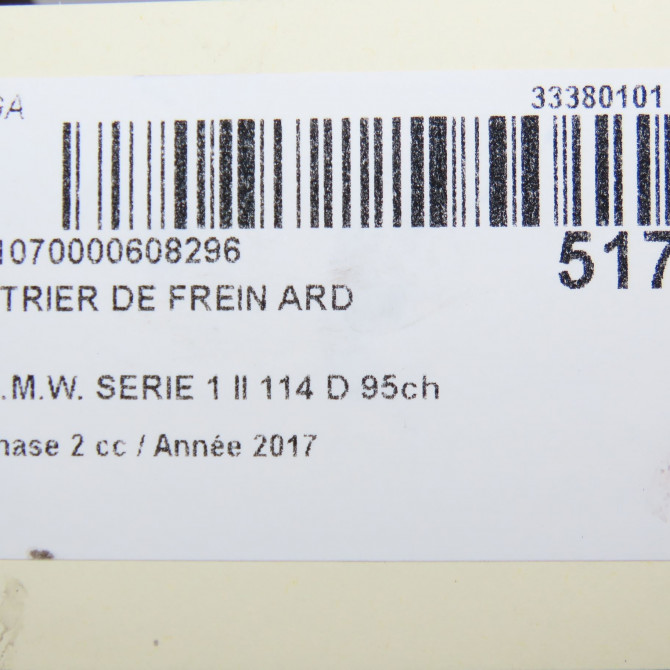 GA
33380101
1070000608296
517
TRIER DE FREIN ARD
.M.W. SERIE 1 II 114 D 95ch
hase 2 cc / Année 2017